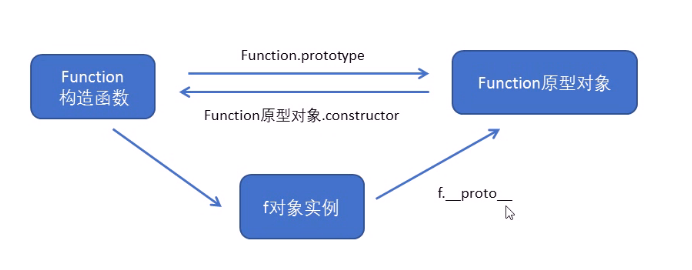 Function.prototype
Function
构造函数
Function原型对象
Function原型对象.constructor
f对象实例
f.__proto__